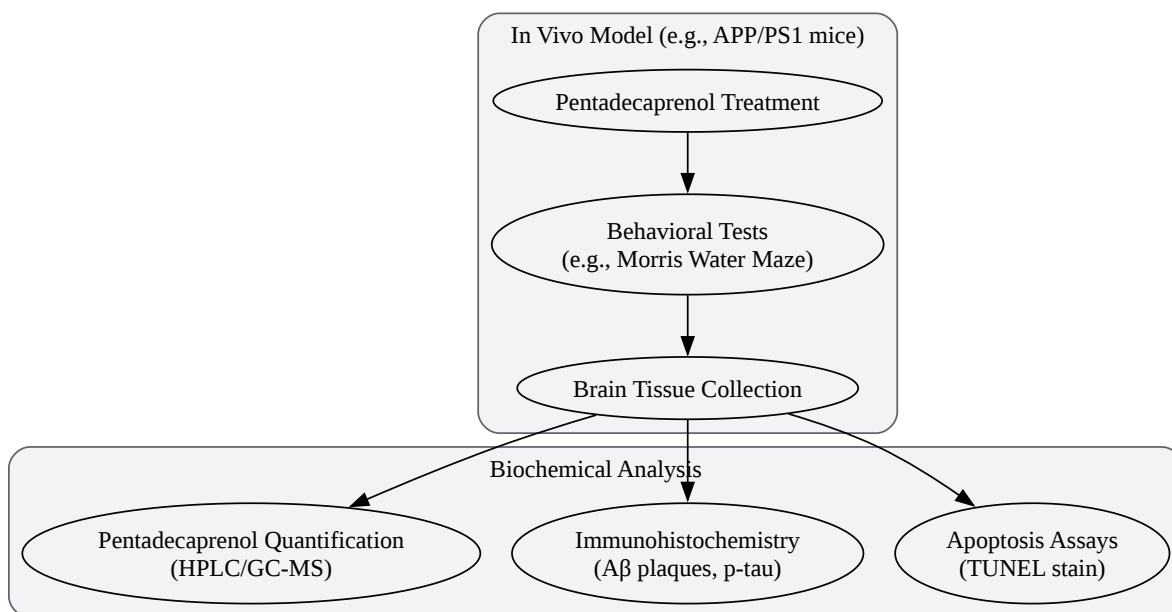 In Vivo Model (e.g., APP/PS1 mice)
Pentadecaprenol Treatment
Behavioral Tests
(e.g., Morris Water Maze)
Brain Tissue Collection
Biochemical Analysis
Pentadecaprenol Quantification
(HPLC/GC-MS)
Immunohistochemistry
(Aβ plaques, p-tau)
Apoptosis Assays
(TUNEL stain)